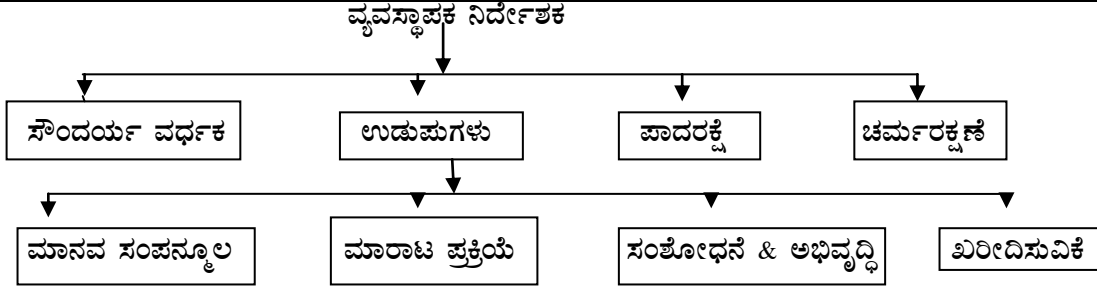 ವ್ಯವಸ್ಥಾಪಕ ನಿರ್ದೇಶಕ
ಸೌಂದರ್ಯ ವರ್ಧಕ ಉಡುಪುಗಳು ಪಾದರಕ್ಷೆ ಚರ್ಮರಕ್ಷಣೆ
ಮಾನವ ಸಂಪನ್ಮೂಲ ಮಾರಾಟ ಪ್ರಕ್ರಿಯೆ ಸಂಶೋಧನೆ & ಅಭಿವೃದ್ಧಿ ಖರೀದಿಸುವಿಕೆ